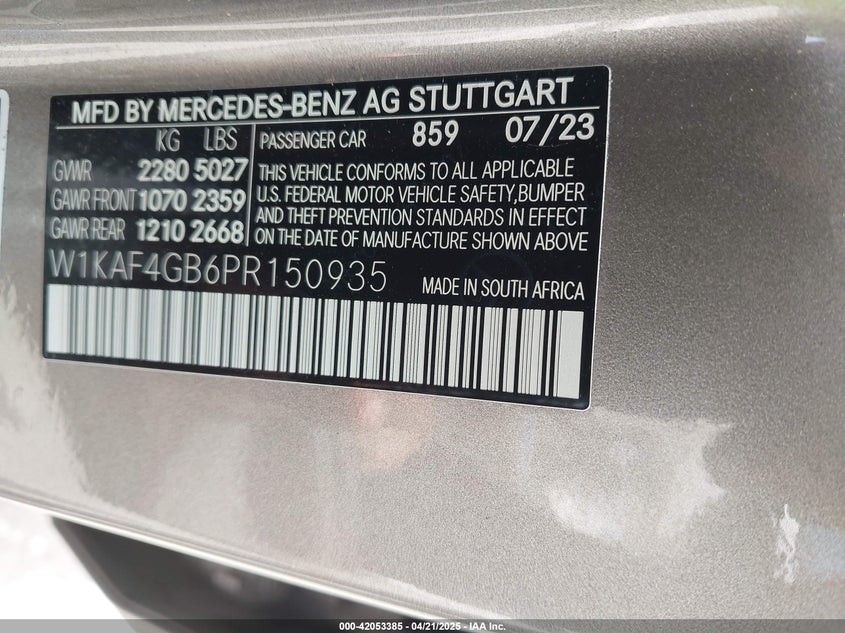 MFD BY MERCEDES-BENZ AG STUTTGART
KG LBS
GVWR 2280 5027
GAWR FRONT 1070 2359
GAWR REAR 1210 2668
PASSENGER CAR 859 07/23
THIS VEHICLE CONFORMS TO ALL APPLICABLE
U.S. FEDERAL MOTOR VEHICLE SAFETY,BUMPER
AND THEFT PREVENTION STANDARDS IN EFFECT
ON THE DATE OF MANUFACTURE SHOWN ABOVE
W1KAF4GB6PR150935
MADE IN SOUTH AFRICA
000-42053385 - 04/21/2025 - IAA Inc.